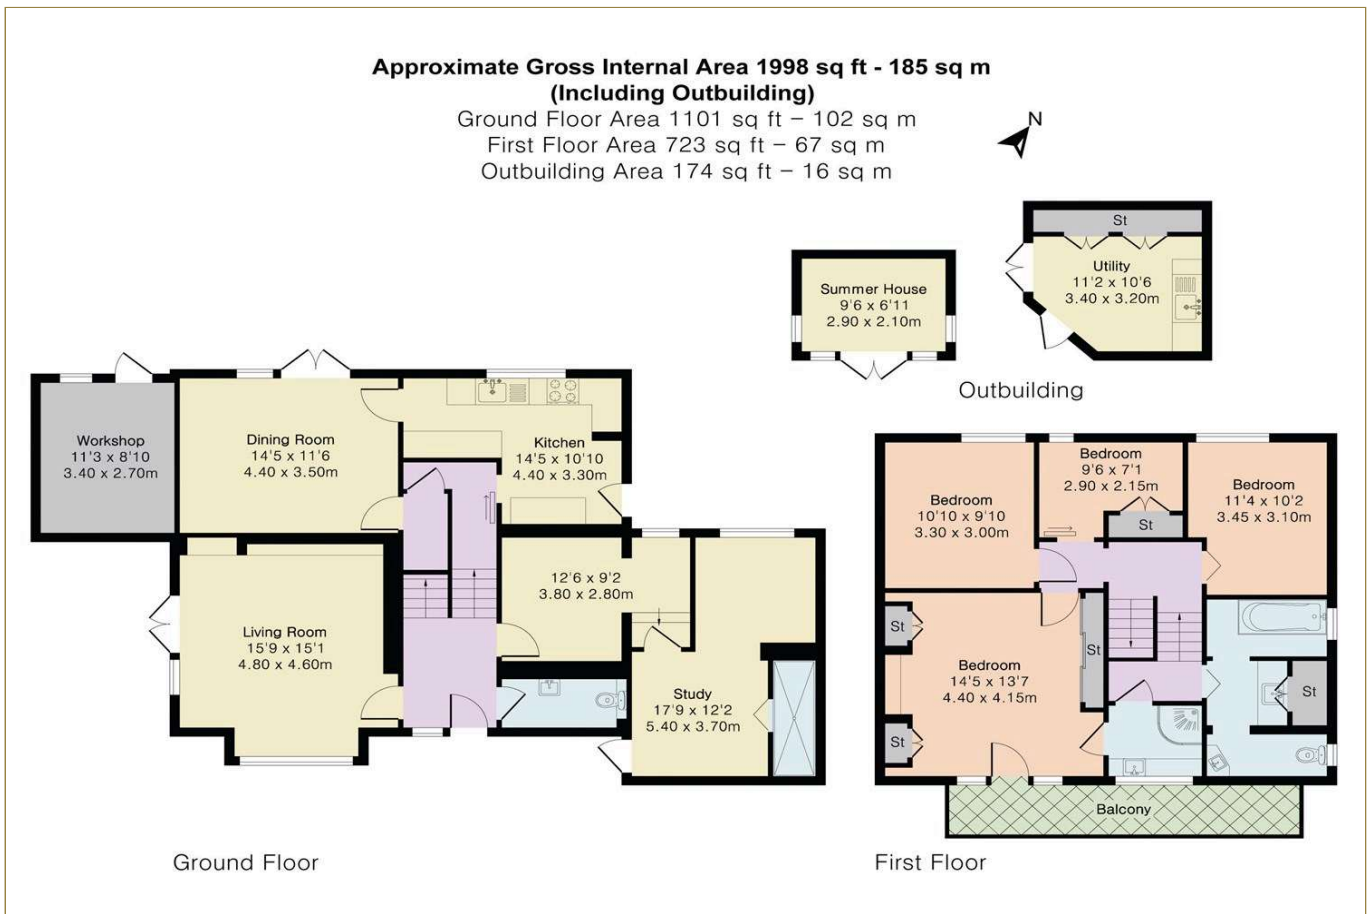 Approximate Gross Internal Area 1998 sq ft - 185 sq m
(Including Outbuilding)
Ground Floor Area 1101 sq ft – 102 sq m
First Floor Area 723 sq ft – 67 sq m
Outbuilding Area 174 sq ft – 16 sq m
N
St
Utility
11'2 x 10'6
3.40 x 3.20m
Summer House
9'6 x 6'11
2.90 x 2.10m
Outbuilding
Workshop
11'3 x 8'10
3.40 x 2.70m
Dining Room
14'5 x 11'6
4.40 x 3.50m
Kitchen
14'5 x 10'10
4.40 x 3.30m
12'6 x 9'2
3.80 x 2.80m
Living Room
15'9 x 15'1
4.80 x 4.60m
Study
17'9 x 12'2
5.40 x 3.70m
Ground Floor
Bedroom
10'10 x 9'10
3.30 x 3.00m
Bedroom
9'6 x 7'1
2.90 x 2.15m
St
Bedroom
11'4 x 10'2
3.45 x 3.10m
St
St
Bedroom
14'5 x 13'7
4.40 x 4.15m
St
St
Balcony
First Floor